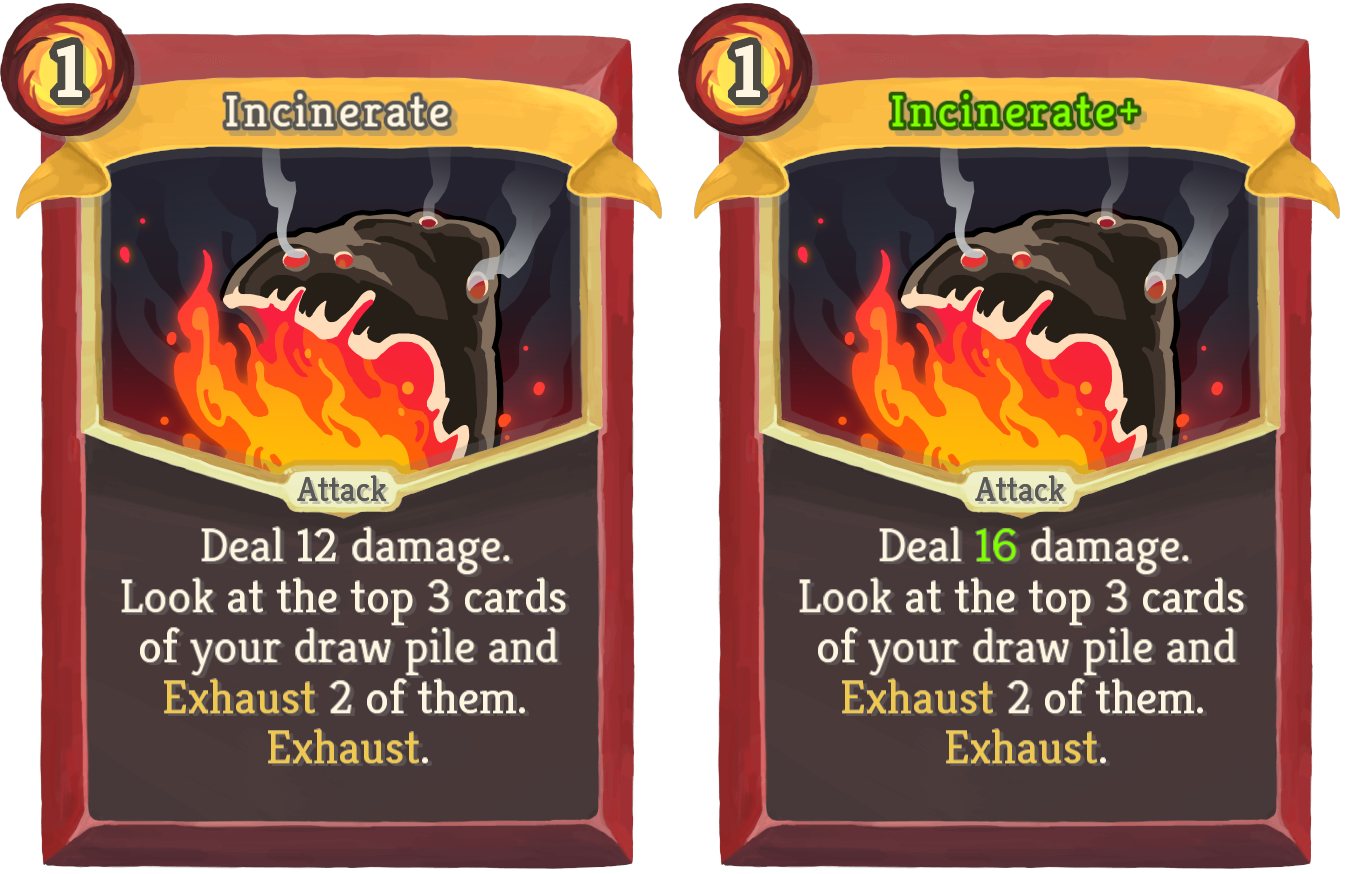 1
Incinerate
Attack
Deal 12 damage.
Look at the top 3 cards
of your draw pile and
Exhaust 2 of them.
Exhaust.
1
Incinerate+
Attack
Deal 16 damage.
Look at the top 3 cards
of your draw pile and
Exhaust 2 of them.
Exhaust.